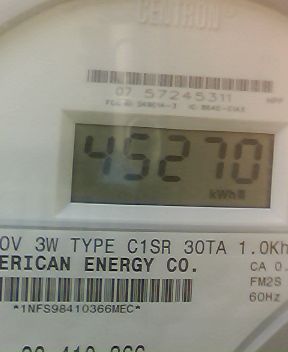 CELTRON
07 57245311
45270
kWh
0V 3W TYPE C1SR 30TA 1.0Kh
ERICAN ENERGY CO.
CA 0.
FM2S
60Hz
*1NFS98410366MEC*